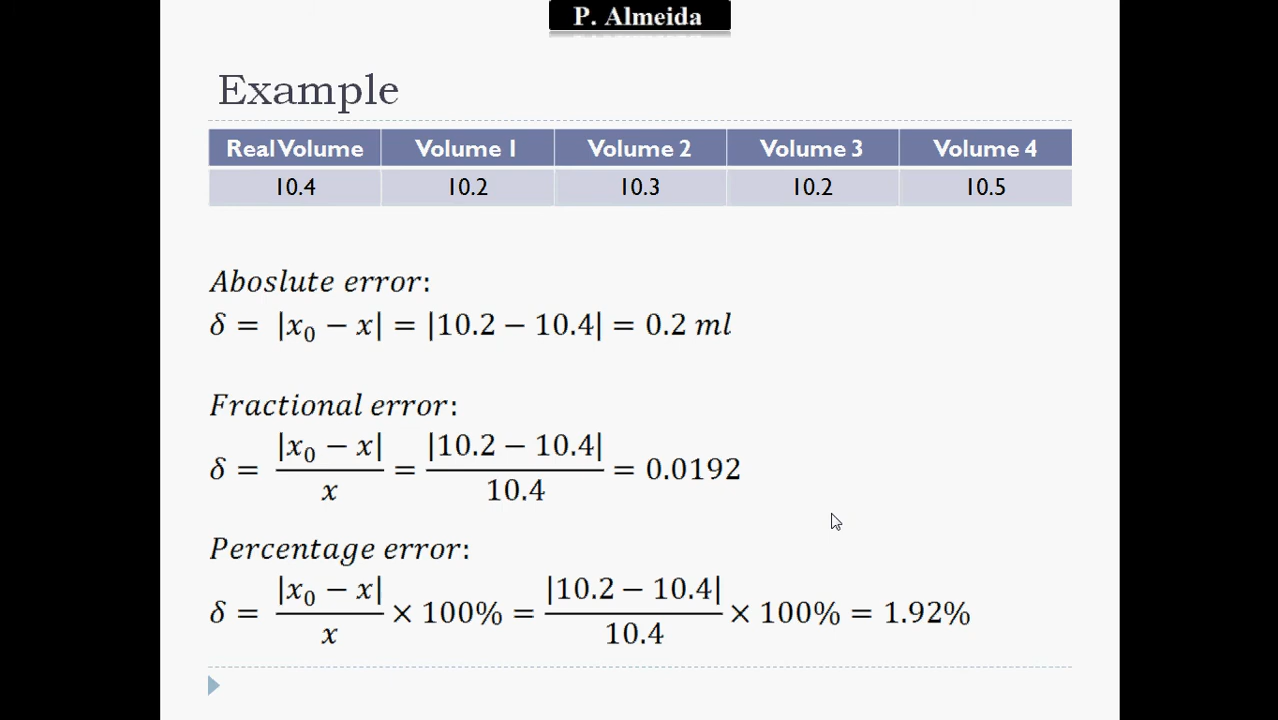 P. Almeida
Example
Real Volume Volume 1 Volume 2 Volume 3 Volume 4
10.4 10.2 10.3 10.2 10.5
Aboslute error:
δ = |x₀ − x| = |10.2 − 10.4| = 0.2 ml
Fractional error:
δ = |x₀ − x| / x = |10.2 − 10.4| / 10.4 = 0.0192
Percentage error:
δ = |x₀ − x| / x × 100% = |10.2 − 10.4| / 10.4 × 100% = 1.92%